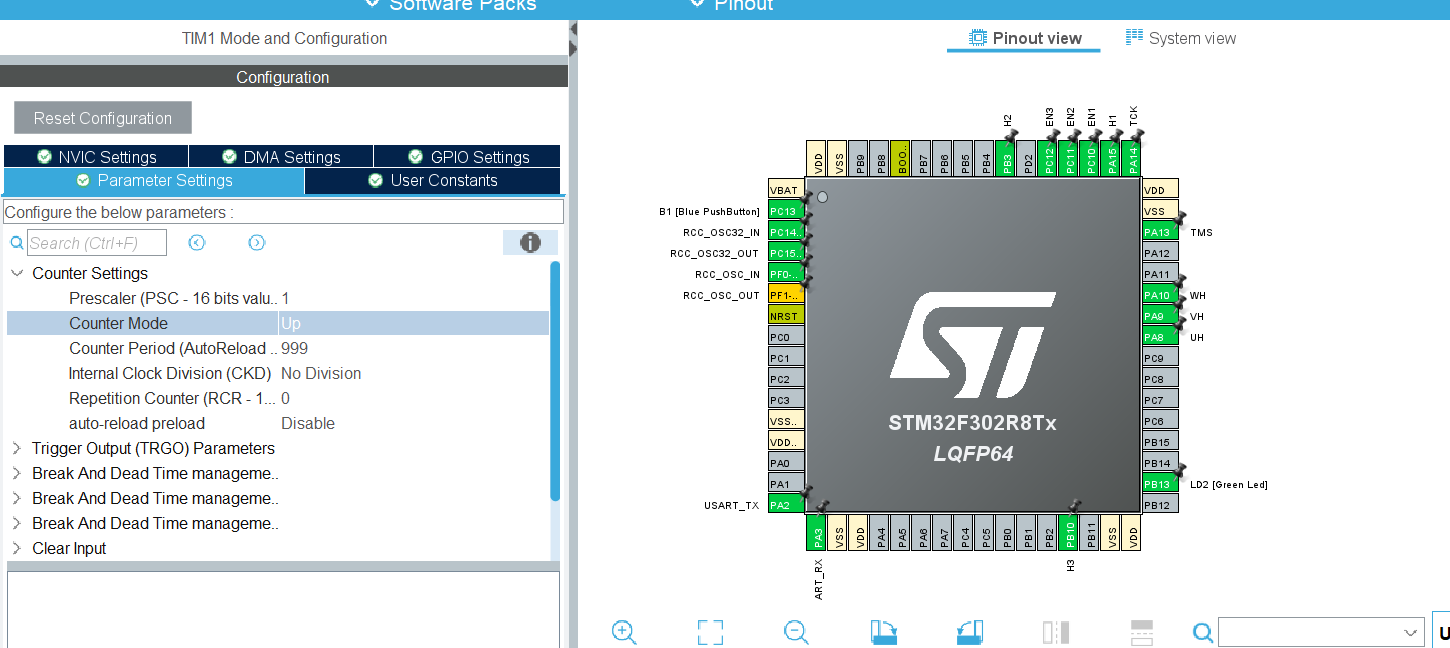 Software Packs
Pinout
TIM1 Mode and Configuration
Configuration
Reset Configuration
NVIC Settings
DMA Settings
GPIO Settings
Parameter Settings
User Constants
Configure the below parameters :
Search (Ctrl+F)
Counter Settings
Prescaler (PSC - 16 bits valu.. 1
Counter Mode Up
Counter Period (AutoReload .. 999
Internal Clock Division (CKD) No Division
Repetition Counter (RCR - 1... 0
auto-reload preload Disable
Trigger Output (TRGO) Parameters
Break And Dead Time manageme..
Break And Dead Time manageme..
Break And Dead Time manageme..
Clear Input
Pinout view
System view
H2
EN3
EN2
EN1
H1
TCK
VDD
VSS
PB9
PB8
BOO..
PB7
PB6
PB5
PB4
PB3
PD2
PC12
PC11
PC10
PA15
PA14
VBAT
B1 [Blue PushButton] PC13
RCC_OSC32_IN PC14..
RCC_OSC32_OUT PC15..
RCC_OSC_IN PF0-..
RCC_OSC_OUT PF1-..
NRST
PC0
PC1
PC2
PC3
VSS..
VDD..
PA0
PA1
USART_TX PA2
ST
STM32F302R8Tx
LQFP64
VDD
VSS
PA13 TMS
PA12
PA11
PA10 WH
PA9 VH
PA8 UH
PC9
PC8
PC7
PC6
PB15
PB14
PB13 LD2 [Green Led]
PB12
PA3
VSS
VDD
PA4
PA5
PA6
PA7
PC4
PC5
PB0
PB1
PB2
PB10
PB11
VSS
VDD
ART_RX
H3
U